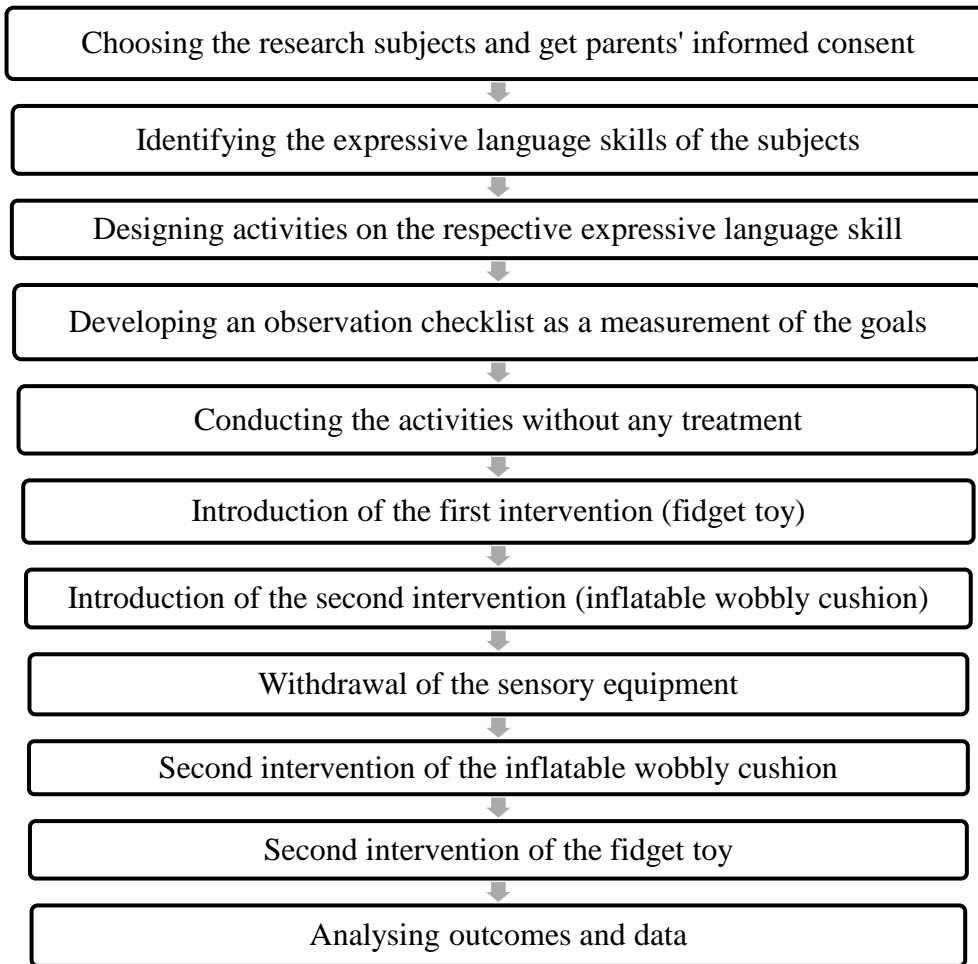 Choosing the research subjects and get parents' informed consent
Identifying the expressive language skills of the subjects
Designing activities on the respective expressive language skill
Developing an observation checklist as a measurement of the goals
Conducting the activities without any treatment
Introduction of the first intervention (fidget toy)
Introduction of the second intervention (inflatable wobbly cushion)
Withdrawal of the sensory equipment
Second intervention of the inflatable wobbly cushion
Second intervention of the fidget toy
Analysing outcomes and data